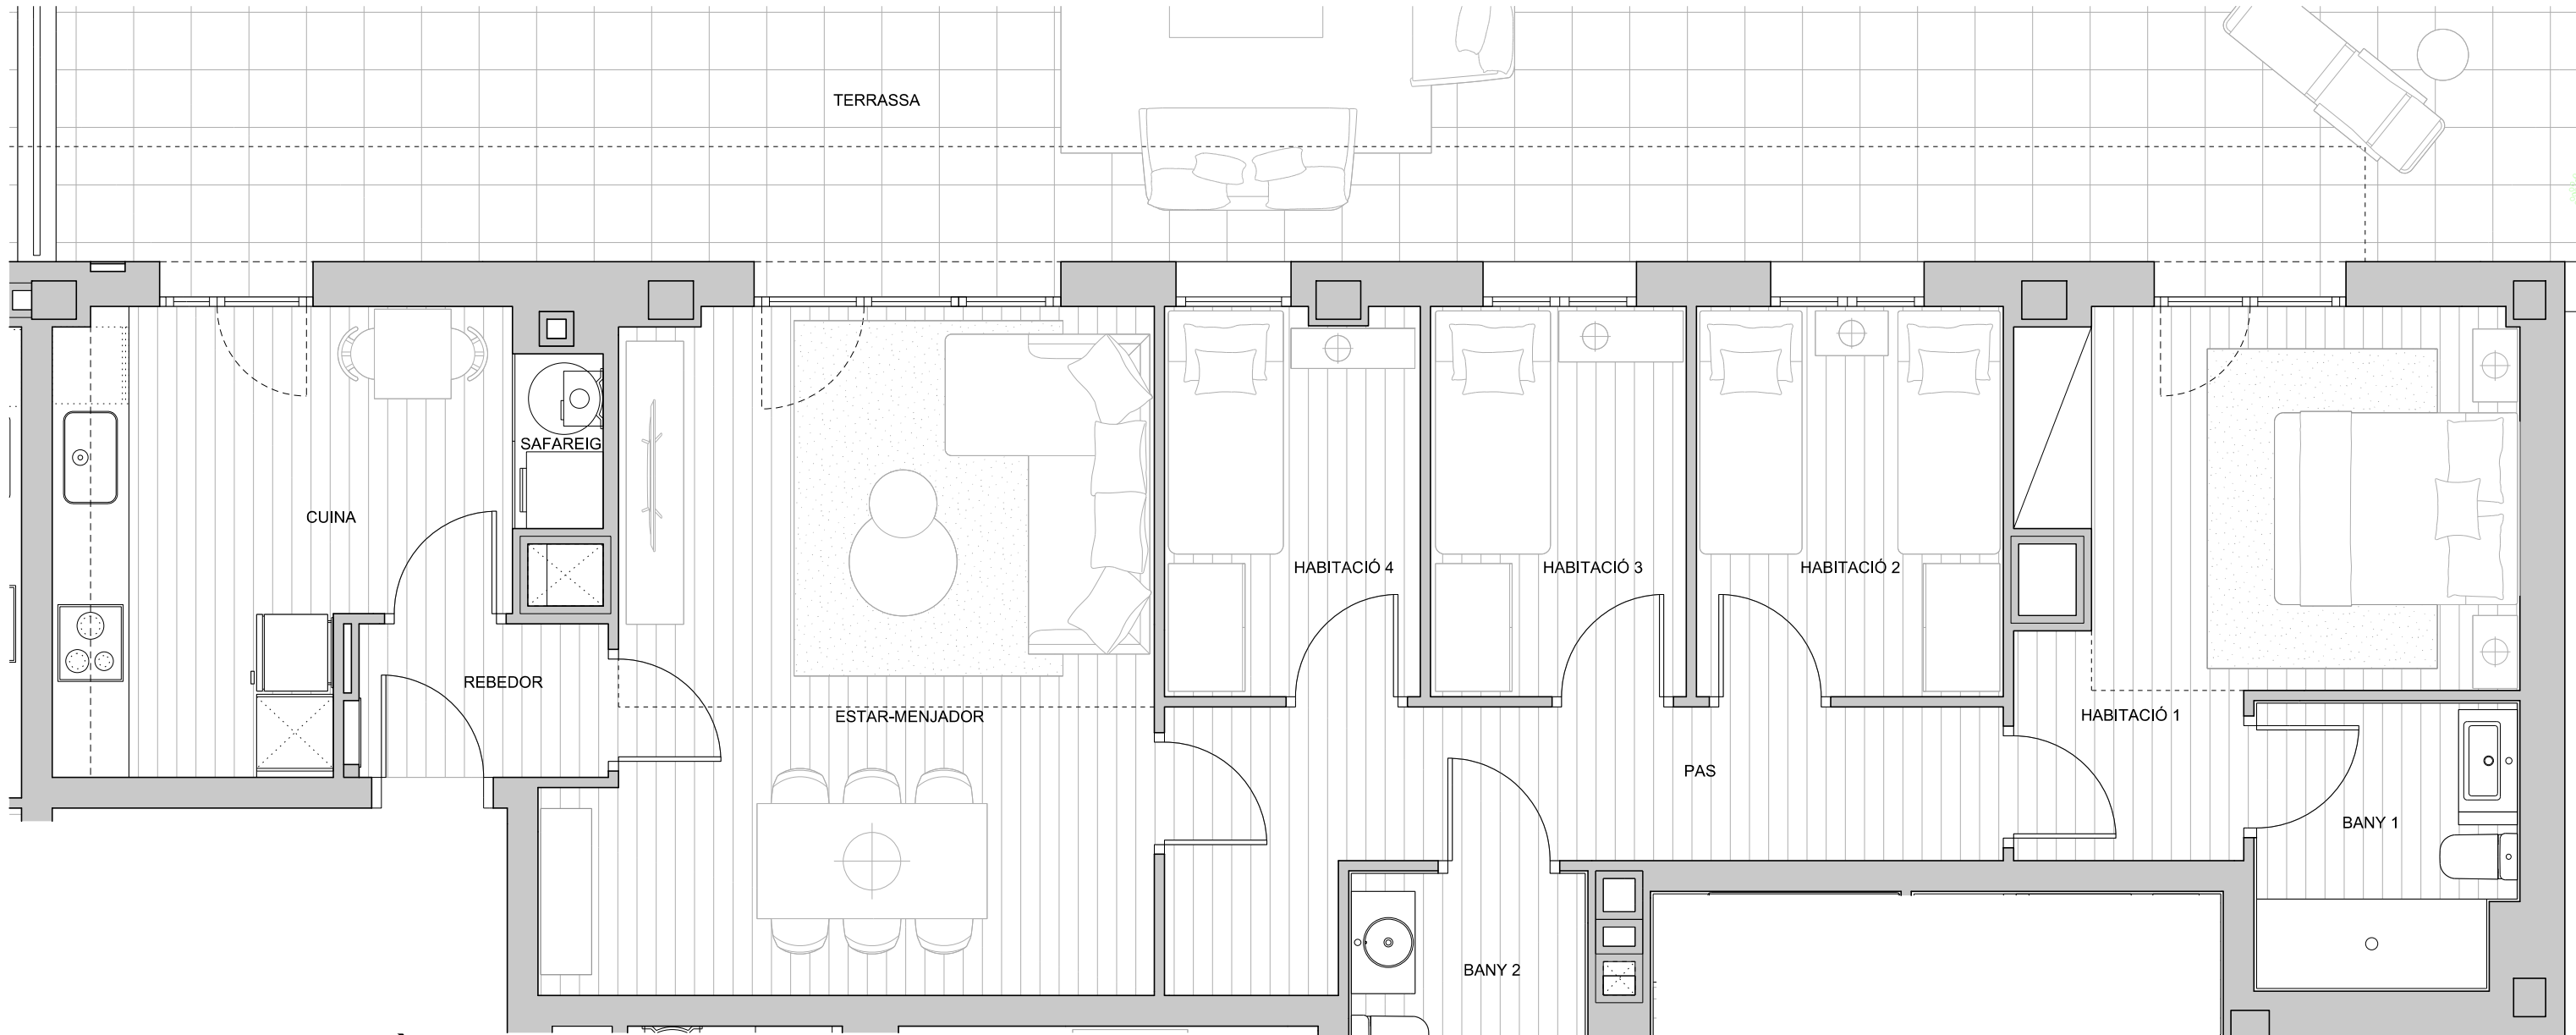 TERRASSA
SAFAREIG
CUINA
HABITACIÓ 4
HABITACIÓ 3
HABITACIÓ 2
REBEDOR
ESTAR-MENJADOR
HABITACIÓ 1
PAS
BANY 1
BANY 2